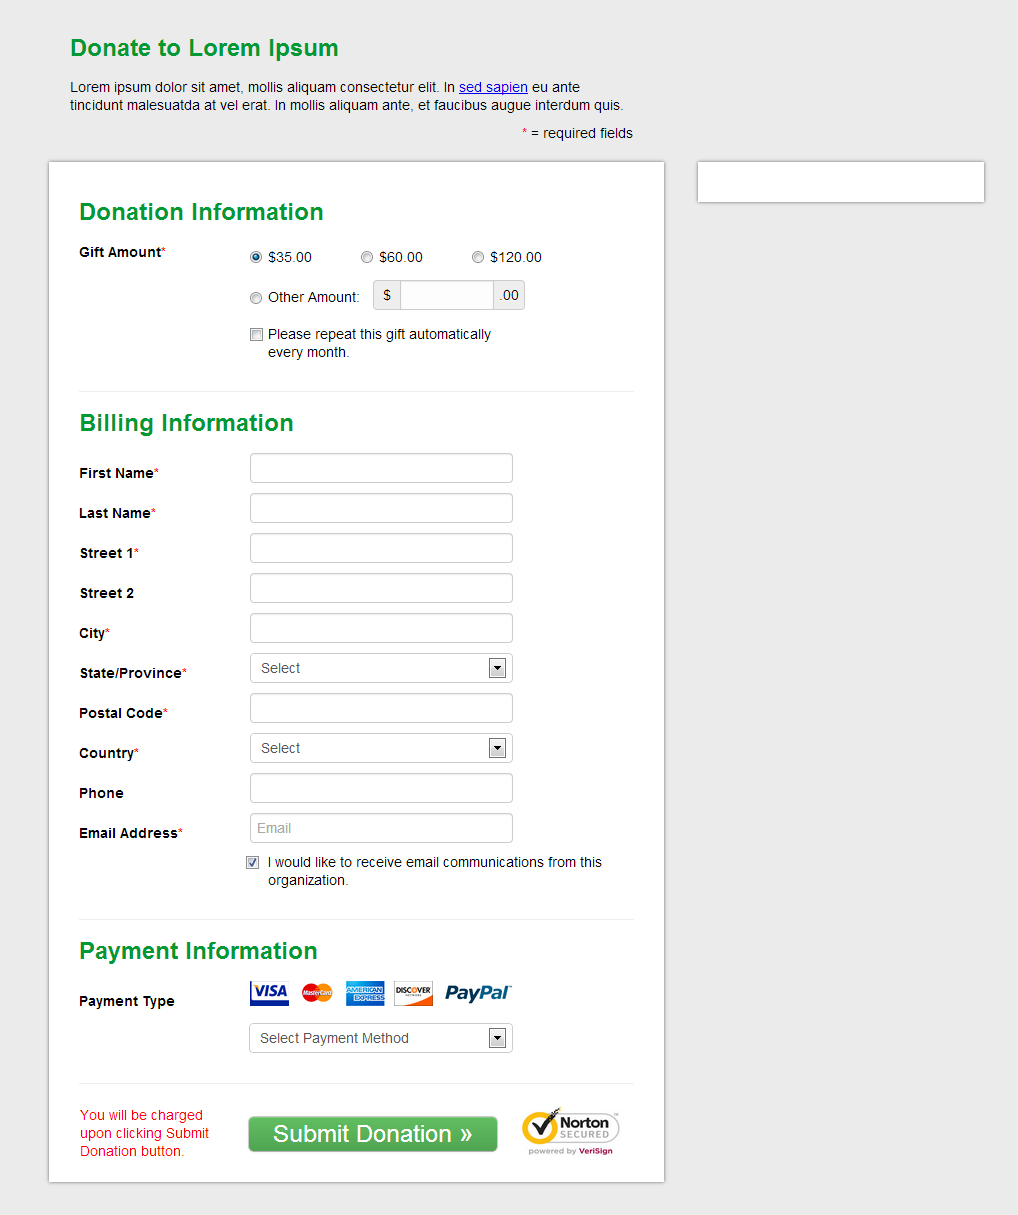 Donate to Lorem Ipsum
Lorem ipsum dolor sit amet, mollis aliquam consectetur elit. In sed sapien eu ante
tincidunt malesuatda at vel erat. In mollis aliquam ante, et faucibus augue interdum quis.
* = required fields
Donation Information
Gift Amount*
$35.00 $60.00 $120.00
Other Amount: $ .00
Please repeat this gift automatically
every month.
Billing Information
First Name*
Last Name*
Street 1*
Street 2
City*
State/Province* Select
Postal Code*
Country* Select
Phone
Email Address* Email
I would like to receive email communications from this
organization.
Payment Information
Payment Type VISA MasterCard AMERICAN EXPRESS DISCOVER NETWORK PayPal
Select Payment Method
You will be charged
upon clicking Submit
Donation button.
Submit Donation »
Norton
SECURED
powered by VeriSign